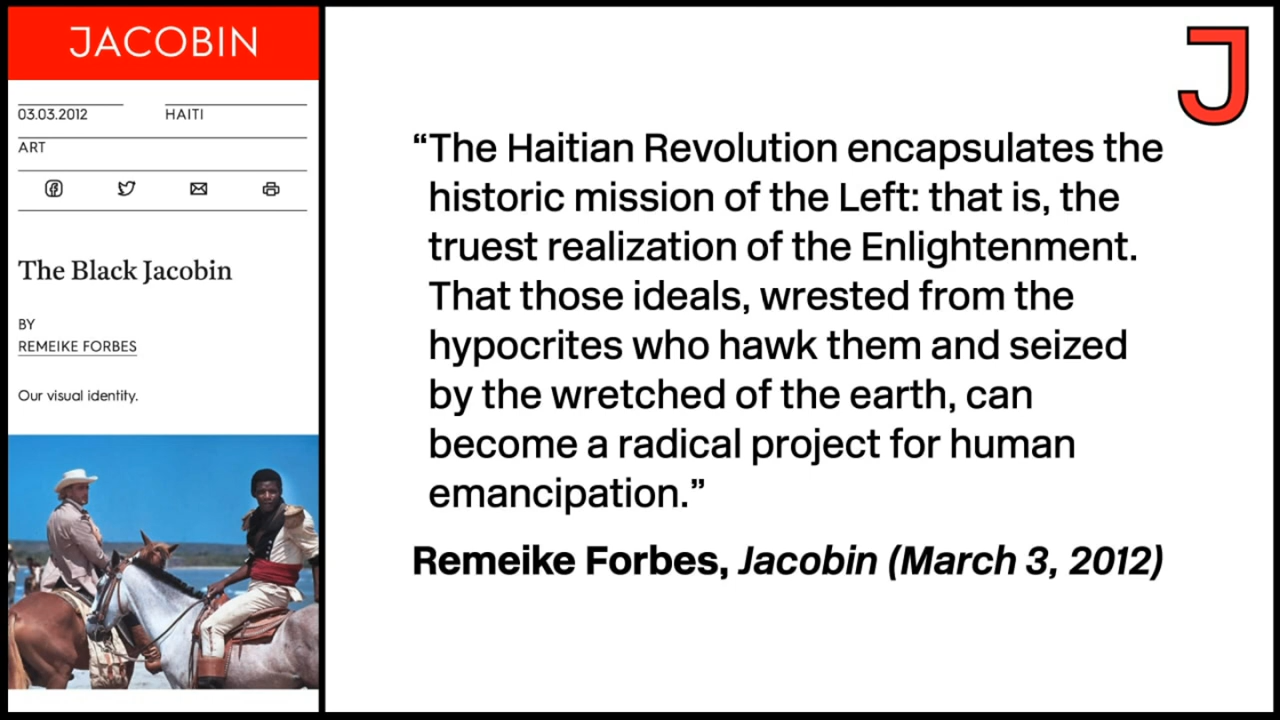 JACOBIN
03.03.2012
HAITI
ART
The Black Jacobin
BY
REMEIKE FORBES
Our visual identity.
J
“The Haitian Revolution encapsulates the
historic mission of the Left: that is, the
truest realization of the Enlightenment.
That those ideals, wrested from the
hypocrites who hawk them and seized
by the wretched of the earth, can
become a radical project for human
emancipation.”
Remeike Forbes, Jacobin (March 3, 2012)